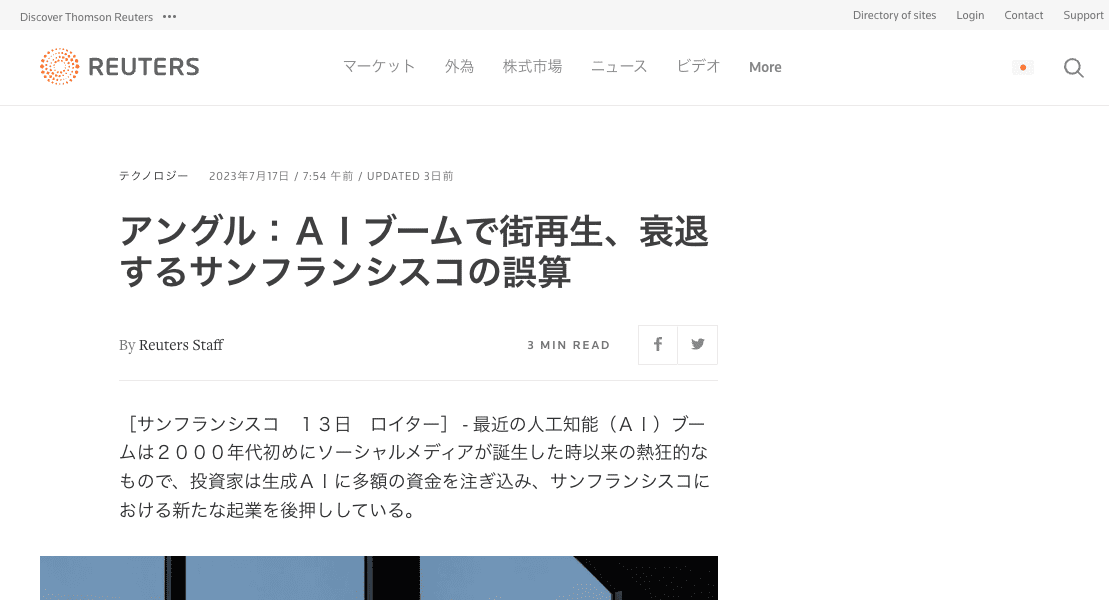 Discover Thomson Reuters •••
Directory of sites Login Contact Support
REUTERS
マーケット 外為 株式市場 ニュース ビデオ More
テクノロジー 2023年7月17日 / 7:54 午前 / UPDATED 3日前
アングル：ＡＩブームで街再生、衰退
するサンフランシスコの誤算
By Reuters Staff
3 MIN READ
［サンフランシスコ　１３日　ロイター］ - 最近の人工知能（ＡＩ）ブー
ムは２０００年代初めにソーシャルメディアが誕生した時以来の熱狂的な
もので、投資家は生成ＡＩに多額の資金を注ぎ込み、サンフランシスコに
おける新たな起業を後押ししている。